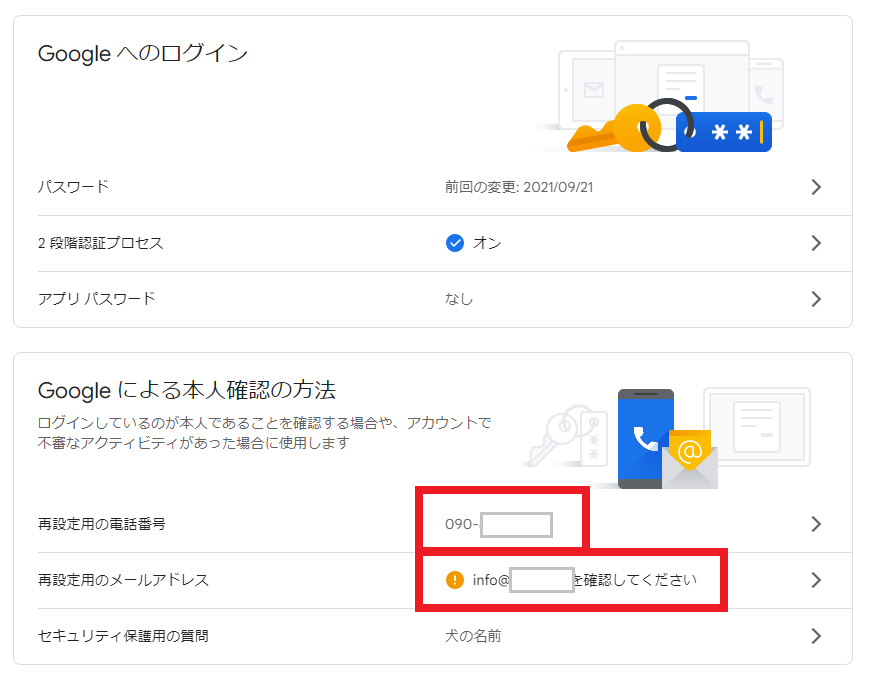 Google へのログイン
パスワード
前回の変更: 2021/09/21
2 段階認証プロセス
オン
アプリ パスワード
なし
Google による本人確認の方法
ログインしているのが本人であることを確認する場合や、アカウントで
不審なアクティビティがあった場合に使用します
再設定用の電話番号
090-
再設定用のメールアドレス
info@ を確認してください
セキュリティ保護用の質問
犬の名前